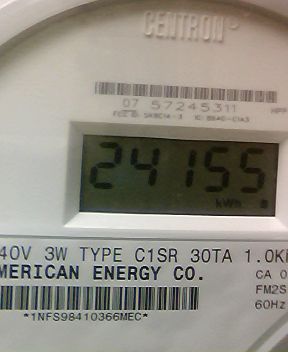 CENTRON®
07 57245311
24155
kWh
40V 3W TYPE C1SR 30TA 1.0K
CA 0
MERICAN ENERGY CO.
FM2S
60Hz
*1NFS98410366MEC*